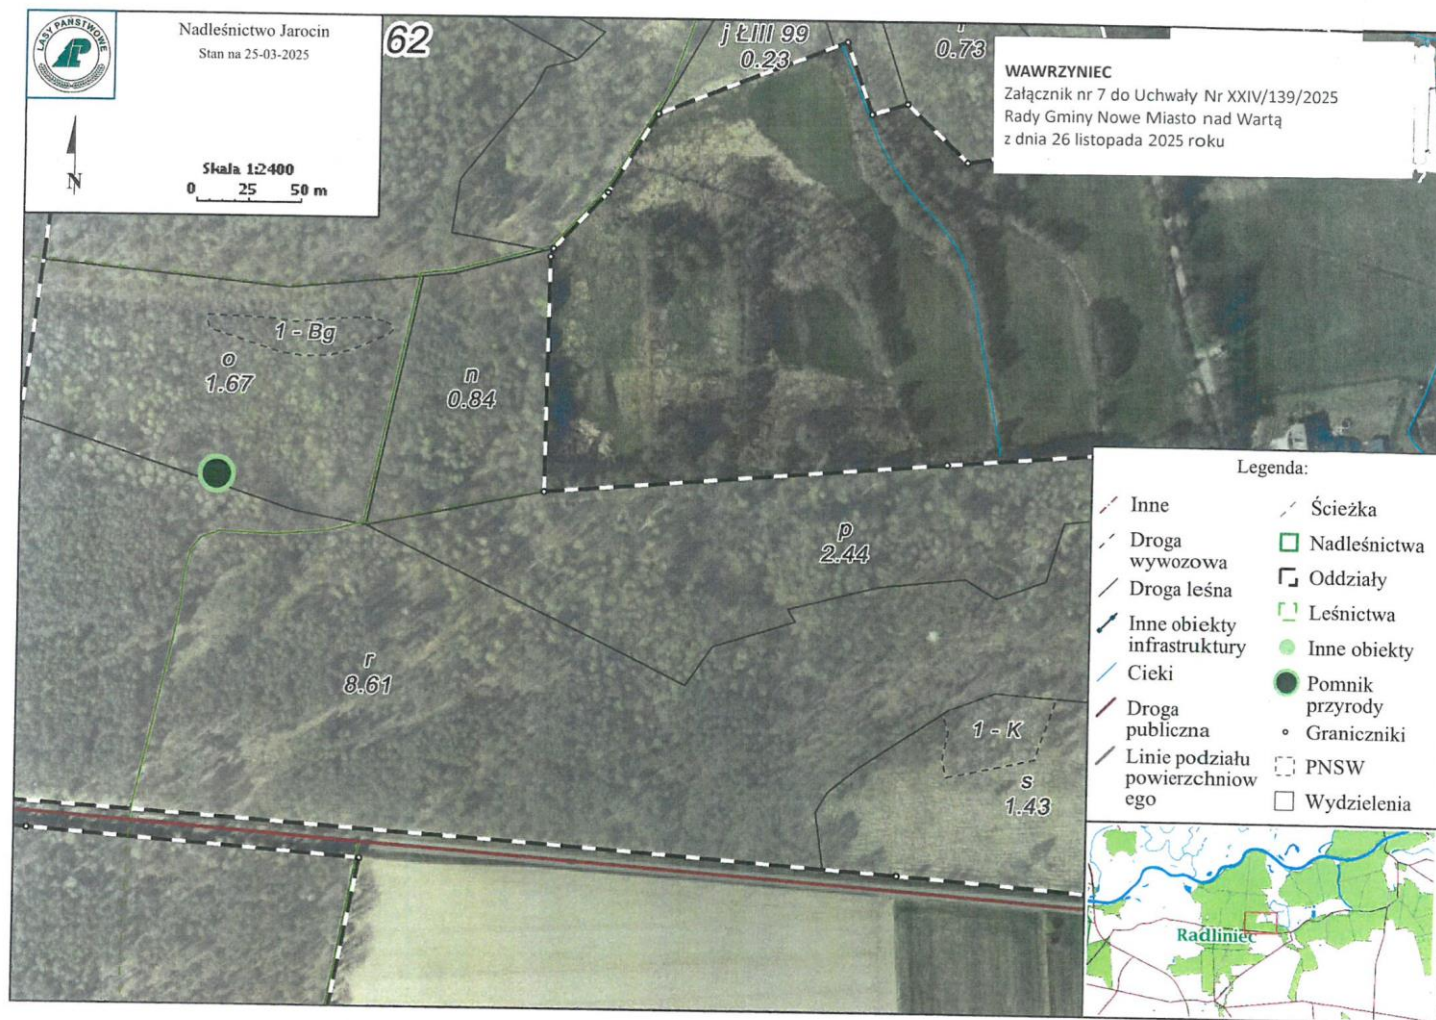 LASY PAŃSTWOWE
Nadleśnictwo Jarocin
Stan na 25-03-2025
N
Skala 1:2400
0 25 50 m
62
j ŁIII 99
0.23
0.73
WAWRZYNIEC
Załącznik nr 7 do Uchwały Nr XXIV/139/2025
Rady Gminy Nowe Miasto nad Wartą
z dnia 26 listopada 2025 roku
1 - Bg
o
1.67
n
0.84
p
2.44
r
8.61
1 - K
s
1.43
Legenda:
Inne
Droga
wywozowa
Droga leśna
Inne obiekty
infrastruktury
Cieki
Droga
publiczna
Linie podziału
powierzchniow
ego
Ścieżka
Nadleśnictwa
Oddziały
Leśnictwa
Inne obiekty
Pomnik
przyrody
Graniczniki
PNSW
Wydzielenia
Radliniec